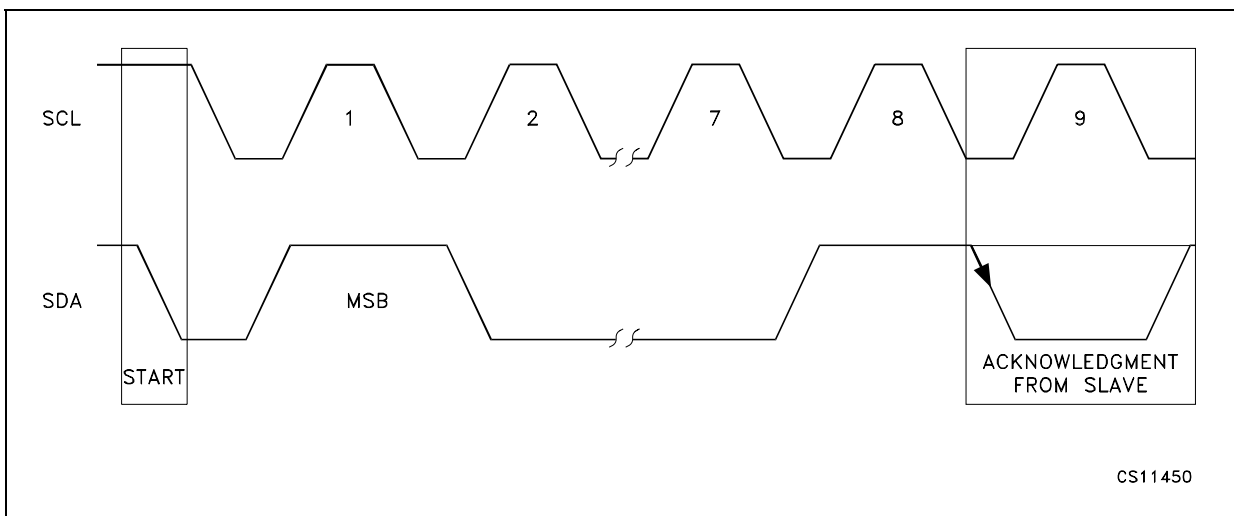 SCL
1
2
7
8
9
SDA
MSB
START
ACKNOWLEDGMENT
FROM SLAVE
CS11450